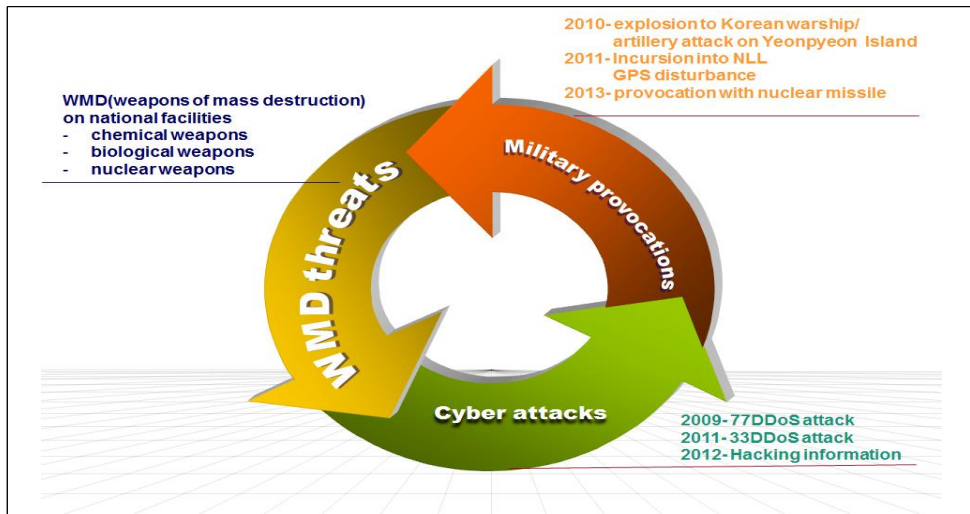 2010- explosion to Korean warship/
artillery attack on Yeonpyeon Island
2011- Incursion into NLL
GPS disturbance
2013- provocation with nuclear missile
WMD(weapons of mass destruction)
on national facilities
- chemical weapons
- biological weapons
- nuclear weapons
Military provocations
WMD threats
Cyber attacks
2009- 77DDoS attack
2011- 33DDoS attack
2012- Hacking information